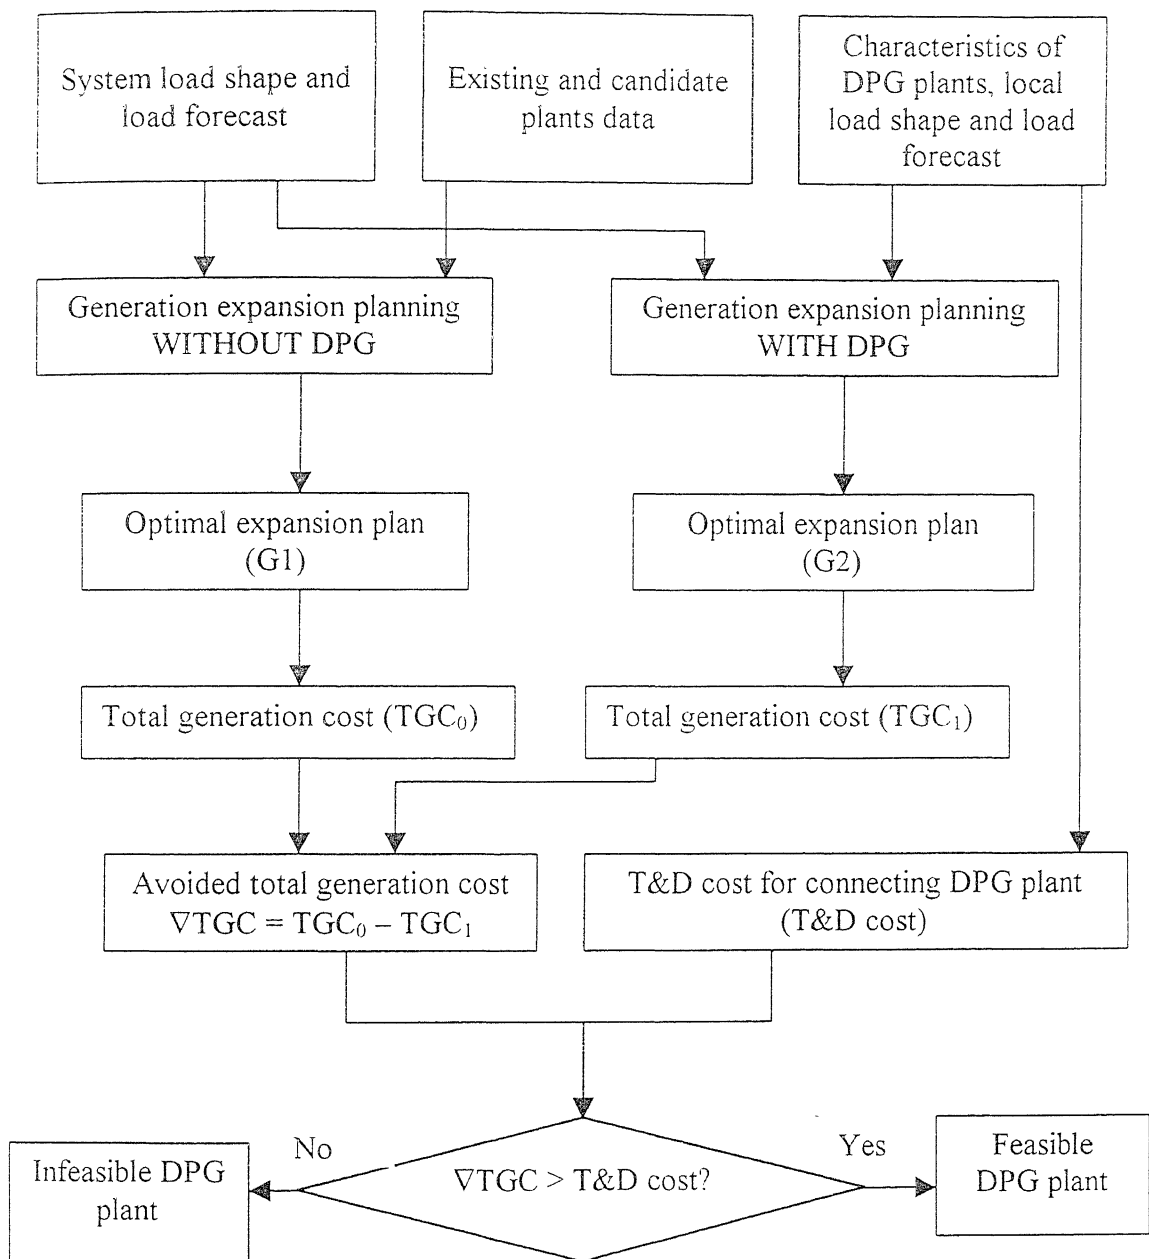 System load shape and
load forecast
Existing and candidate
plants data
Characteristics of
DPG plants, local
load shape and load
forecast
Generation expansion planning
WITHOUT DPG
Generation expansion planning
WITH DPG
Optimal expansion plan
(G1)
Optimal expansion plan
(G2)
Total generation cost (TGC₀)
Total generation cost (TGC₁)
Avoided total generation cost
∇TGC = TGC₀ – TGC₁
T&D cost for connecting DPG plant
(T&D cost)
No
Yes
Infeasible DPG
plant
∇TGC > T&D cost?
Feasible
DPG plant